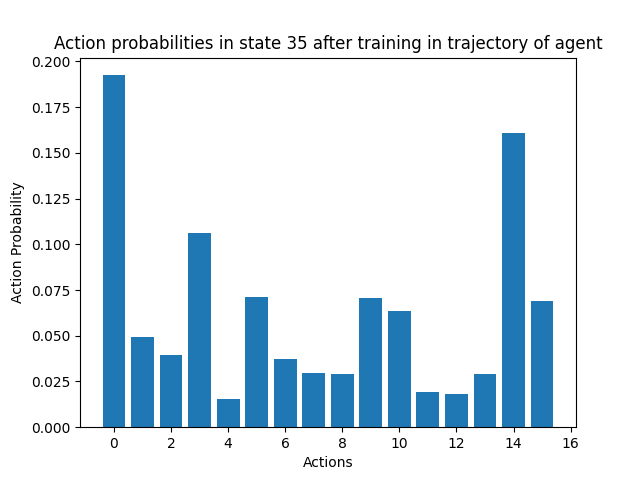 Action probabilities in state 35 after training in trajectory of agent
0.200
0.175
0.150
0.125
0.100
0.075
0.050
0.025
0.000
Action Probability
0 2 4 6 8 10 12 14 16
Actions